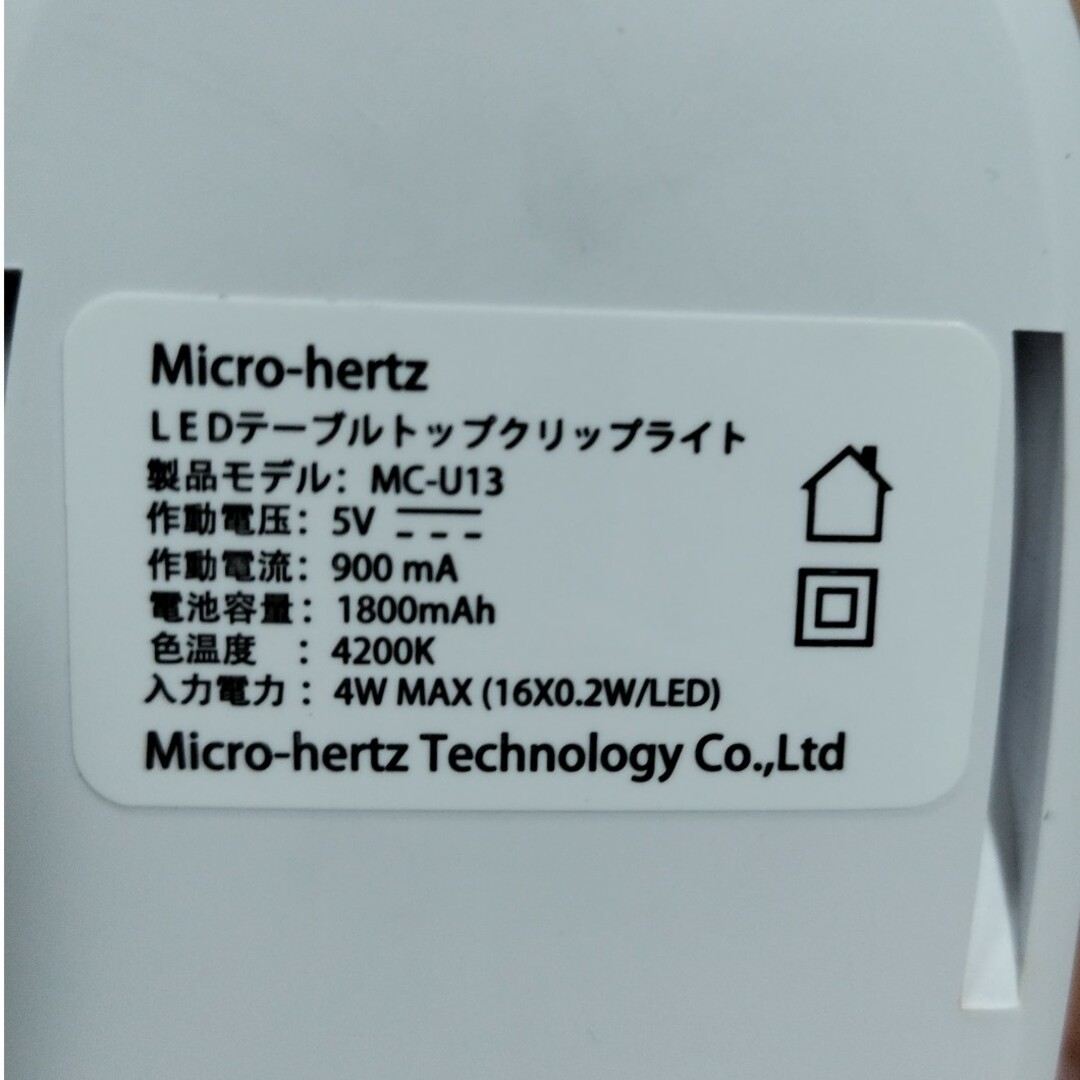 Micro-hertz
LEDテーブルトップクリップライト
製品モデル: MC-U13
作動電压: 5V
作動電流: 900 mA
電池容量: 1800mAh
色温度 : 4200K
入力電力 : 4W MAX (16X0.2W/LED)
Micro-hertz Technology Co.,Ltd